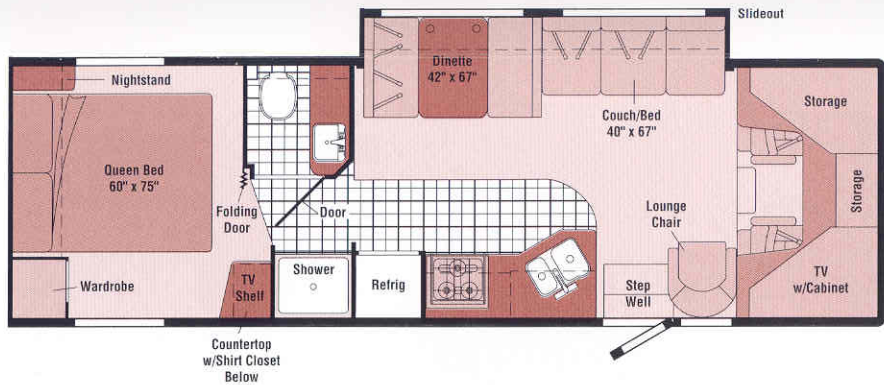 Slideout
Nightstand
Dinette
42" x 67"
Couch/Bed
40" x 67"
Storage
Queen Bed
60" x 75"
Folding
Door
Door
Lounge
Chair
Storage
Wardrobe
TV
Shelf
Shower
Refrig
Step
Well
TV
w/Cabinet
Countertop
w/Shirt Closet
Below